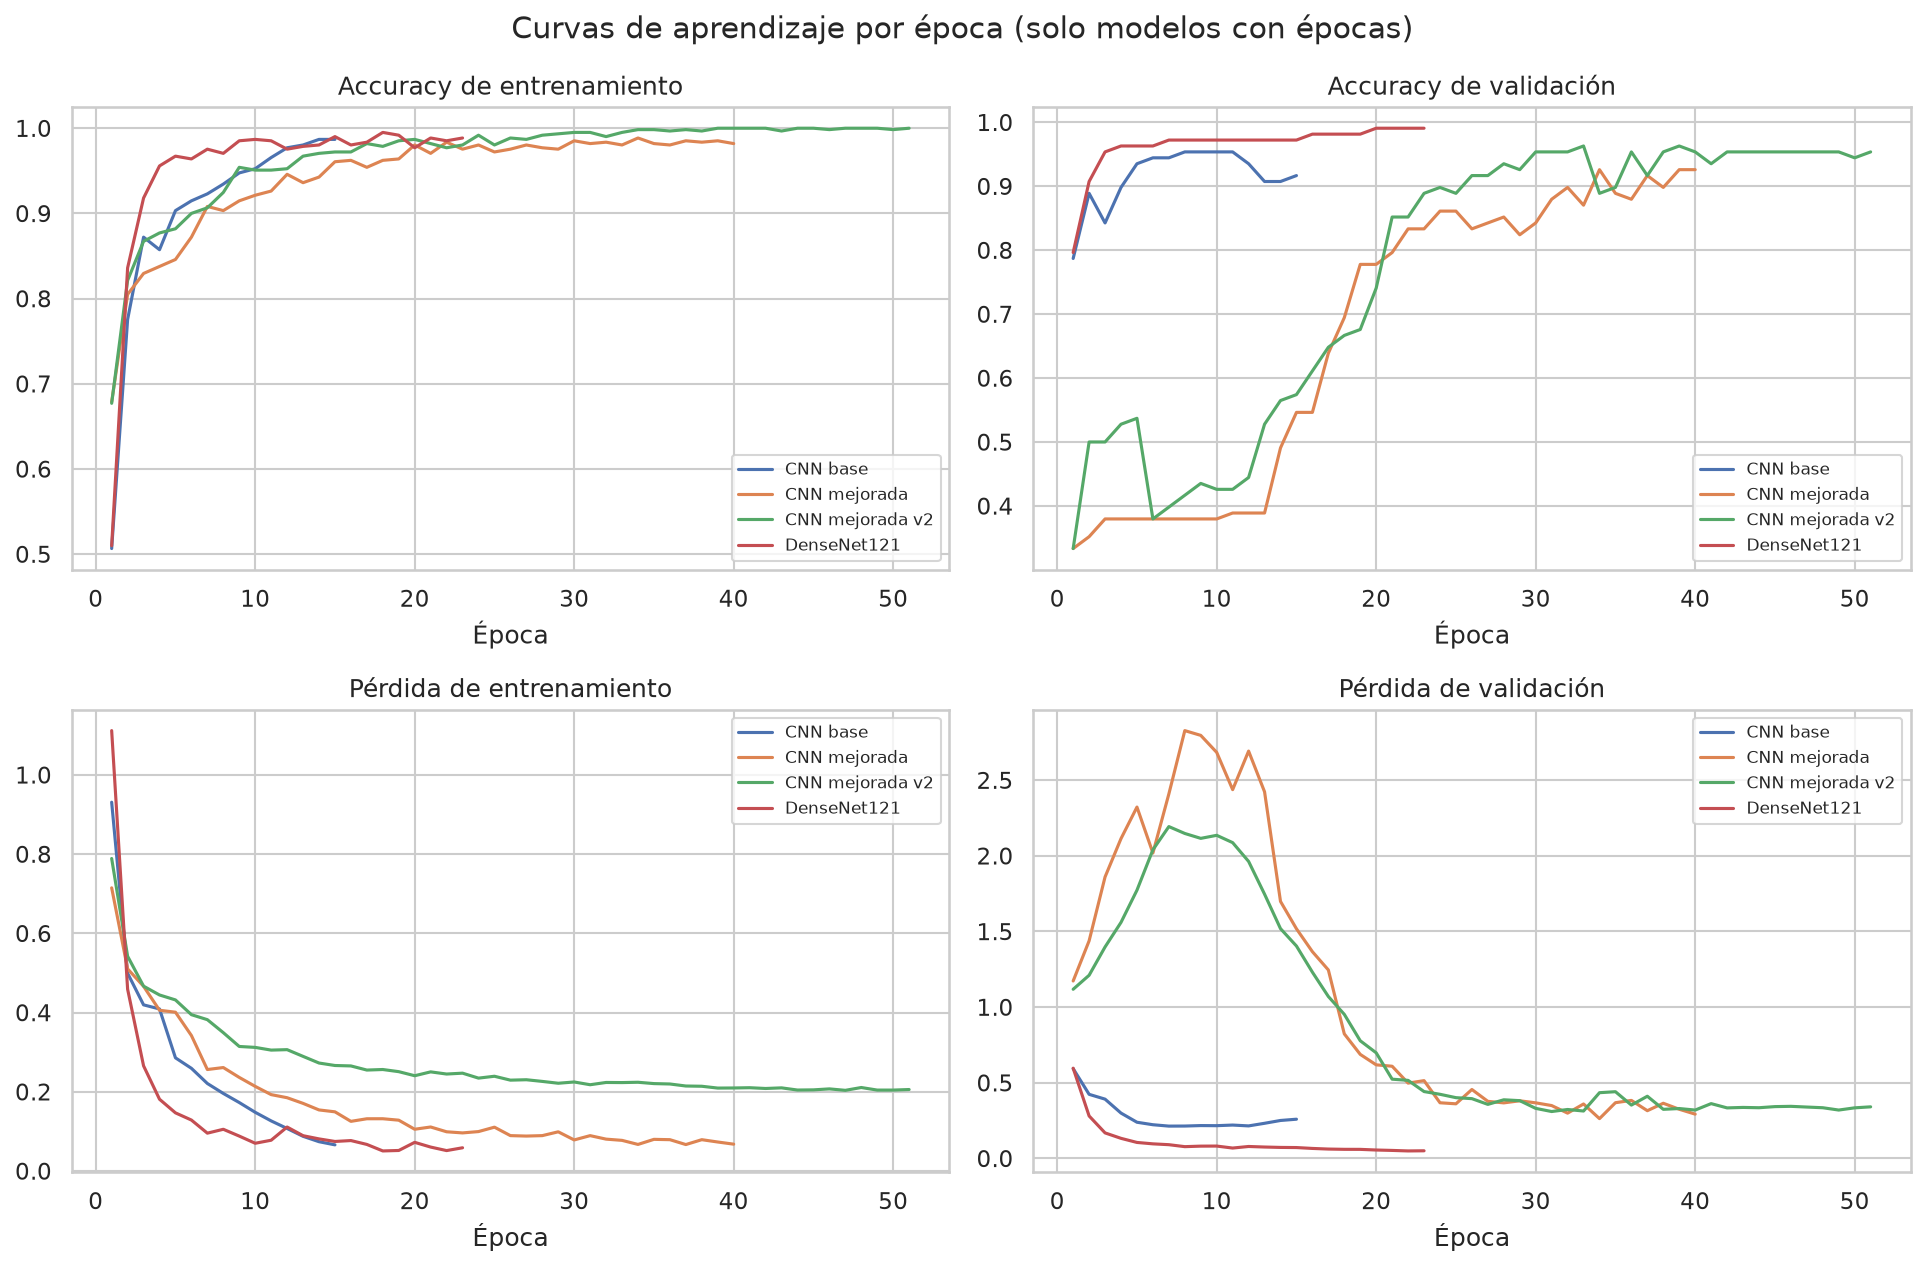 Curvas de aprendizaje por época (solo modelos con épocas)
Accuracy de entrenamiento
1.0
0.9
0.8
0.7
0.6
0.5
0 10 20 30 40 50
Época
CNN base
CNN mejorada
CNN mejorada v2
DenseNet121
Accuracy de validación
1.0
0.9
0.8
0.7
0.6
0.5
0.4
0 10 20 30 40 50
Época
CNN base
CNN mejorada
CNN mejorada v2
DenseNet121
Pérdida de entrenamiento
1.0
0.8
0.6
0.4
0.2
0.0
0 10 20 30 40 50
Época
CNN base
CNN mejorada
CNN mejorada v2
DenseNet121
Pérdida de validación
2.5
2.0
1.5
1.0
0.5
0.0
0 10 20 30 40 50
Época
CNN base
CNN mejorada
CNN mejorada v2
DenseNet121